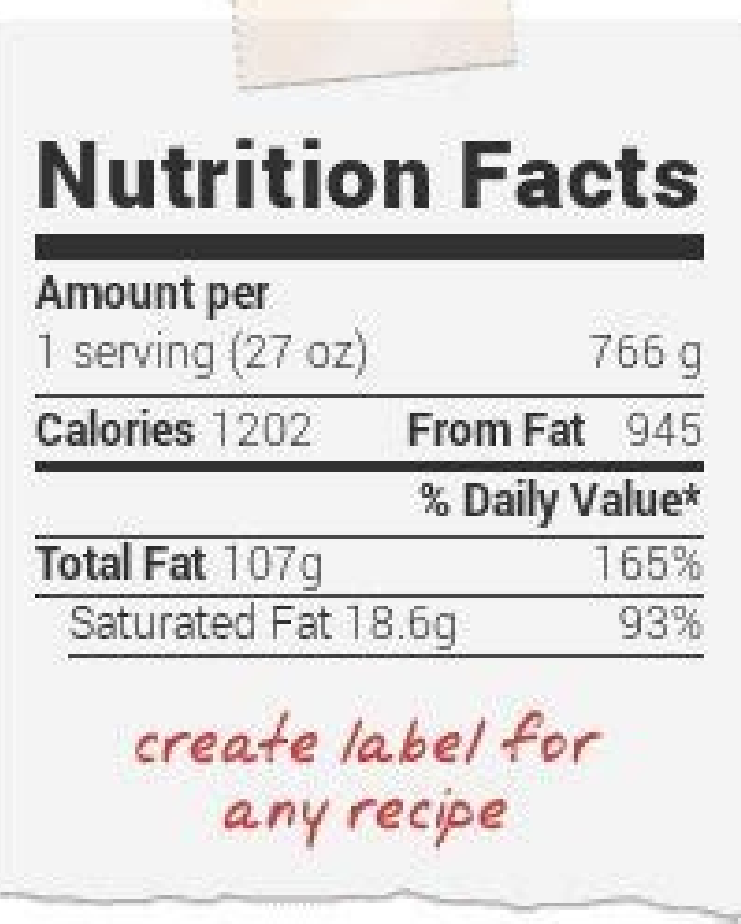 Nutrition Facts
Amount per
1 serving (27 oz) 766 g
Calories 1202 From Fat 945
% Daily Value*
Total Fat 107g 165%
Saturated Fat 18.6g 93%
create label for
any recipe